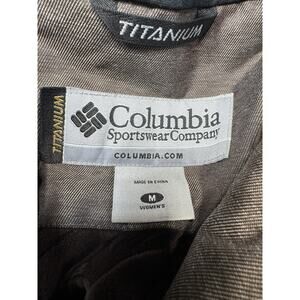 TITANIUM
TITANIUM
Columbia
Sportswear Company
COLUMBIA.COM
MADE IN CHINA
M
WOMEN'S